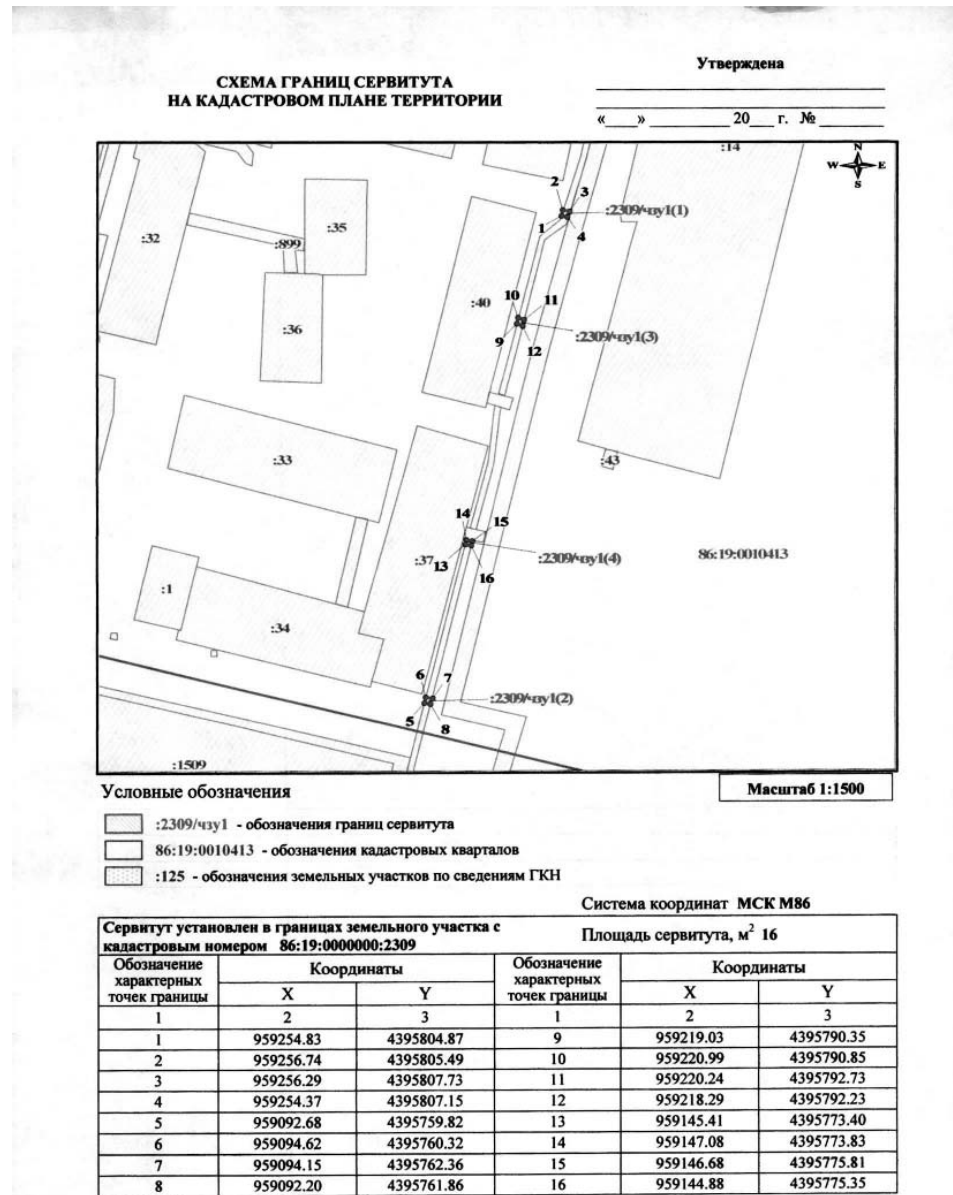 Утверждена
СХЕМА ГРАНИЦ СЕРВИТУТА
НА КАДАСТРОВОМ ПЛАНЕ ТЕРРИТОРИИ
«___» ________ 20__ г. № ______
:14
N
W E
S
2 3
:2309/чзу1(1)
:32
:35
1
4
:899
:40
10 11
:36
:2309/чзу1(3)
9
12
:33
:43
14
15
:37
13
:2309/чзу1(4)
86:19:0010413
16
:1
:34
6 7
:2309/чзу1(2)
5
8
:1509
Условные обозначения
Масштаб 1:1500
:2309/чзу1 - обозначения границ сервитута
86:19:0010413 - обозначения кадастровых кварталов
:125 - обозначения земельных участков по сведениям ГКН
Система координат МСК М86
Сервитут установлен в границах земельного участка с
кадастровым номером 86:19:0000000:2309
Площадь сервитута, м² 16
Обозначение характерных точек границы Координаты Обозначение характерных точек границы Координаты
X Y X Y
1 2 3 1 2 3
1 959254.83 4395804.87 9 959219.03 4395790.35
2 959256.74 4395805.49 10 959220.99 4395790.85
3 959256.29 4395807.73 11 959220.24 4395792.73
4 959254.37 4395807.15 12 959218.29 4395792.23
5 959092.68 4395759.82 13 959145.41 4395773.40
6 959094.62 4395760.32 14 959147.08 4395773.83
7 959094.15 4395762.36 15 959146.68 4395775.81
8 959092.20 4395761.86 16 959144.88 4395775.35